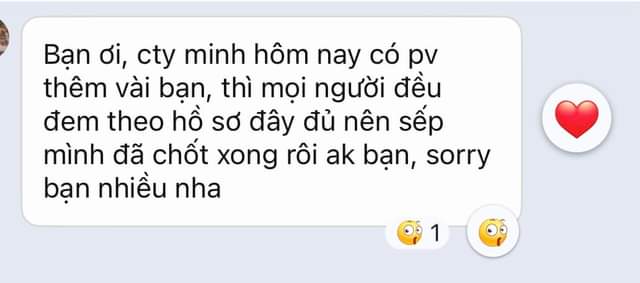 Bạn ơi, cty minh hôm nay có pv
thêm vài bạn, thì mọi người đều
đem theo hồ sơ đây đủ nên sếp
mình đã chốt xong rôi ak bạn, sorry
bạn nhiều nha
1